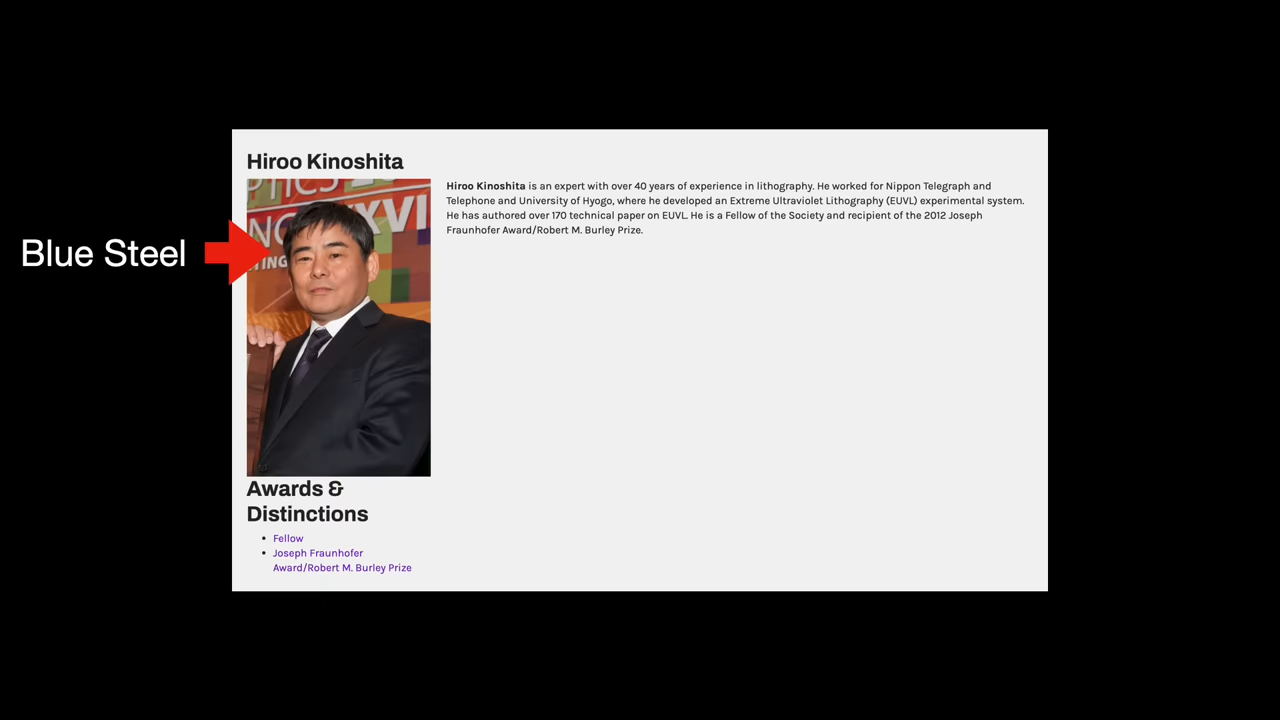 Blue Steel
Hiroo Kinoshita
PTICS
XVI
TING
Hiroo Kinoshita is an expert with over 40 years of experience in lithography. He worked for Nippon Telegraph and
Telephone and University of Hyogo, where he developed an Extreme Ultraviolet Lithography (EUVL) experimental system.
He has authored over 170 technical paper on EUVL. He is a Fellow of the Society and recipient of the 2012 Joseph
Fraunhofer Award/Robert M. Burley Prize.
Awards &
Distinctions
Fellow
Joseph Fraunhofer
Award/Robert M. Burley Prize